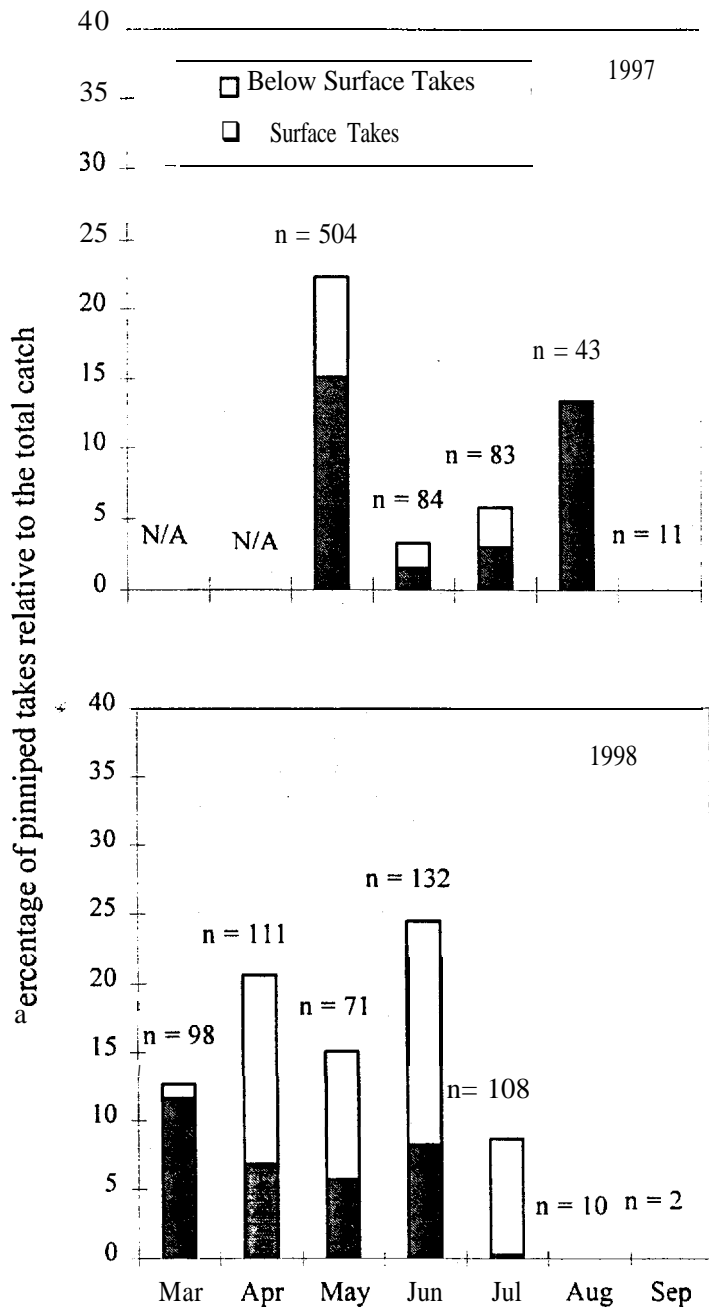 Percentage of pinniped takes relative to the total catch
40
1997
Below Surface Takes
35
Surface Takes
30
25
n = 504
20
n = 43
15
n = 83
10
n = 84
5
N/A
N/A
n = 11
0
40
1998
35
30
n = 132
25
n = 111
20
n = 71
15
n = 98
n= 108
10
5
n = 10
n = 2
0
Mar Apr May Jun Jul Aug Sep